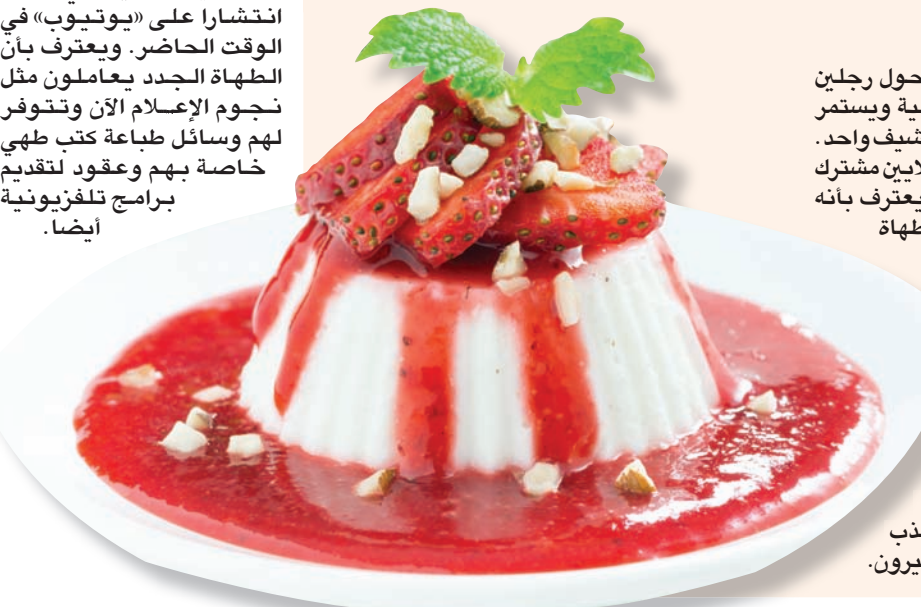 حول رجلين
ية ويستمر
شيف واحد.
لايين مشترك
يعترف بأنه
طهاة
ذب
يرون.
انتشارا على «يوتيوب» في
الوقت الحاضر. ويعترف بأن
الطهاة الجدد يعاملون مثل
نجوم الإعلام الآن وتتوفر
لهم وسائل طباعة كتب طهي
خاصة بهم وعقود لتقديم
برامج تلفزيونية
أيضا.